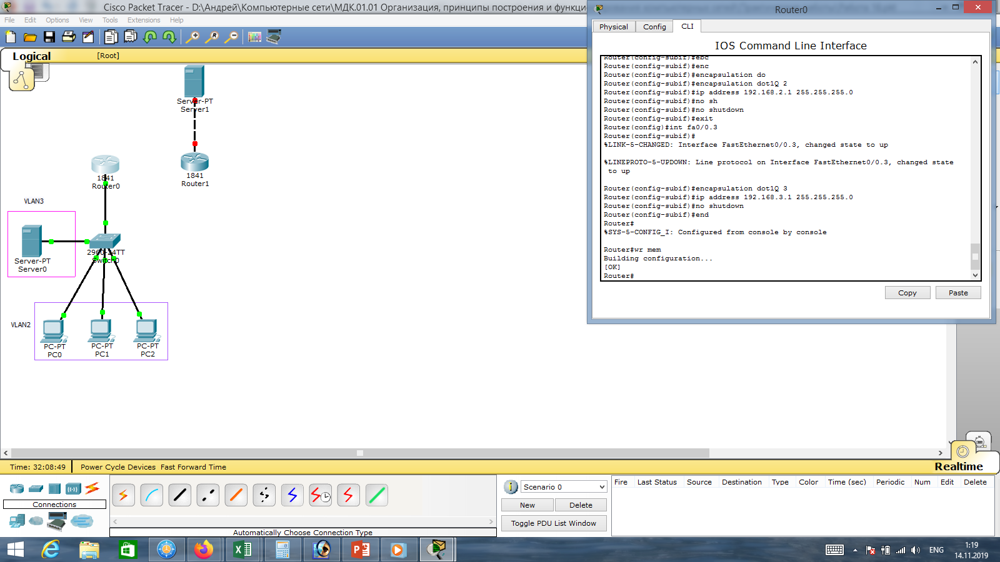 Cisco Packet Tracer - D:\Андрей\Компьютерные сети\МДК.01.01 Организация, принципы построения и функци
File Edit Options View Tools Extensions Help
Logical
[Root]
Server-PT
Server1
1841
Router0
1841
Router1
VLAN3
Server-PT
Server0
2960-24TT
Switch0
VLAN2
PC-PT
PC0
PC-PT
PC1
PC-PT
PC2
Router0
Physical Config CLI
IOS Command Line Interface
Router(config-subif)#ebc
Router(config-subif)#enc
Router(config-subif)#encapsulation do
Router(config-subif)#encapsulation dot1Q 2
Router(config-subif)#ip address 192.168.2.1 255.255.255.0
Router(config-subif)#no sh
Router(config-subif)#no shutdown
Router(config-subif)#exit
Router(config)#int fa0/0.3
Router(config-subif)#
%LINK-5-CHANGED: Interface FastEthernet0/0.3, changed state to up
%LINEPROTO-5-UPDOWN: Line protocol on Interface FastEthernet0/0.3, changed state
to up
Router(config-subif)#encapsulation dot1Q 3
Router(config-subif)#ip address 192.168.3.1 255.255.255.0
Router(config-subif)#no shutdown
Router(config-subif)#end
Router#
%SYS-5-CONFIG_I: Configured from console by console
Router#wr mem
Building configuration...
[OK]
Router#
Copy Paste
Time: 32:08:49 Power Cycle Devices Fast Forward Time
Realtime
Connections
Automatically Choose Connection Type
Scenario 0
New Delete
Toggle PDU List Window
Fire Last Status Source Destination Type Color Time (sec) Periodic Num Edit Delete
ENG
1:19
14.11.2019